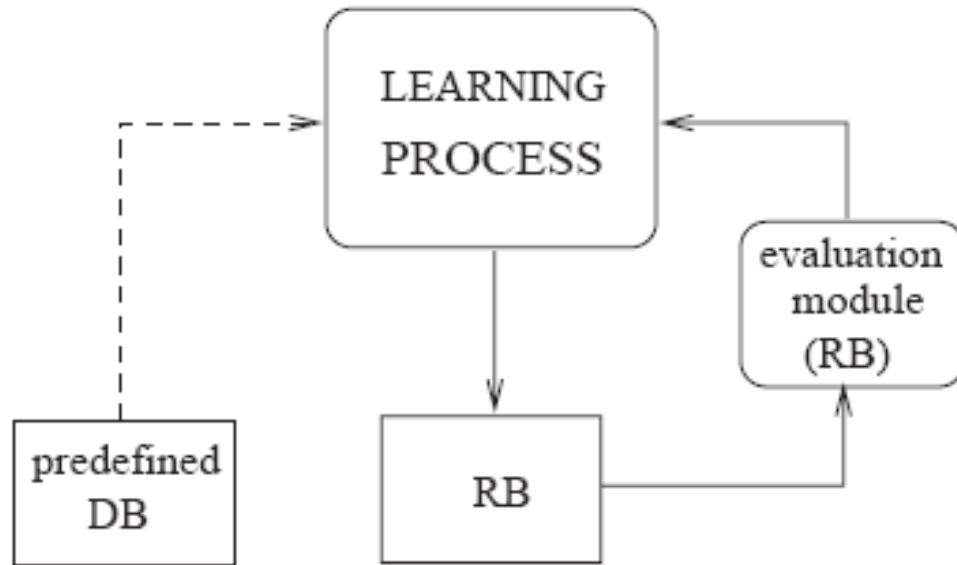 LEARNING
PROCESS
evaluation
module
(RB)
predefined
DB
RB